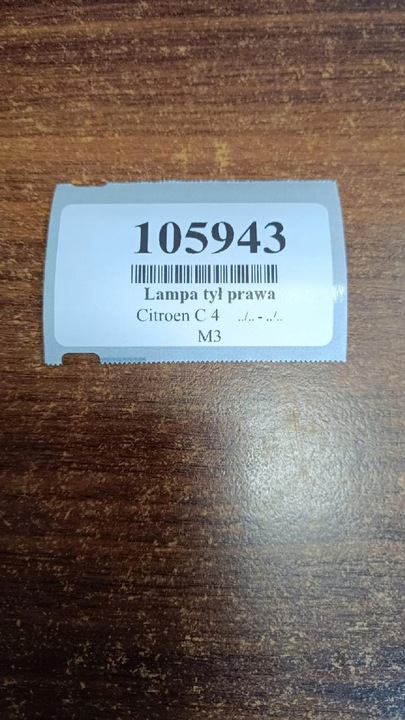 105943
Lampa tył prawa
Citroen C 4 ../.. - ../..
M3